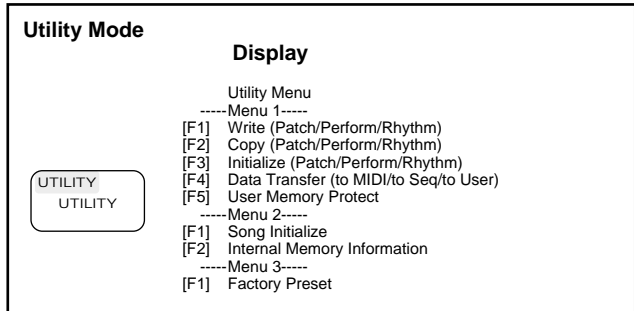 Utility Mode
Display
Utility Menu
-----Menu 1-----
[F1] Write (Patch/Perform/Rhythm)
[F2] Copy (Patch/Perform/Rhythm)
[F3] Initialize (Patch/Perform/Rhythm)
[F4] Data Transfer (to MIDI/to Seq/to User)
[F5] User Memory Protect
-----Menu 2-----
[F1] Song Initialize
[F2] Internal Memory Information
-----Menu 3-----
[F1] Factory Preset
UTILITY
UTILITY